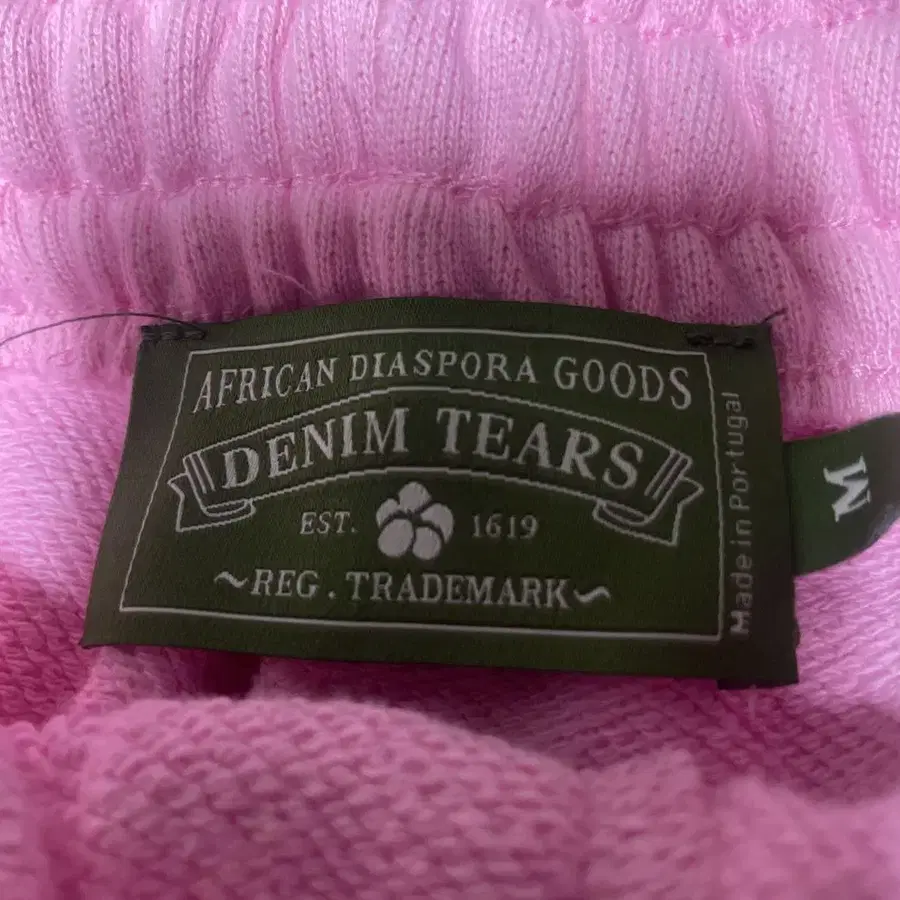 AFRICAN DIASPORA GOODS
DENIM TEARS
EST. 1619
~REG. TRADEMARK~
Made in Portugal
M